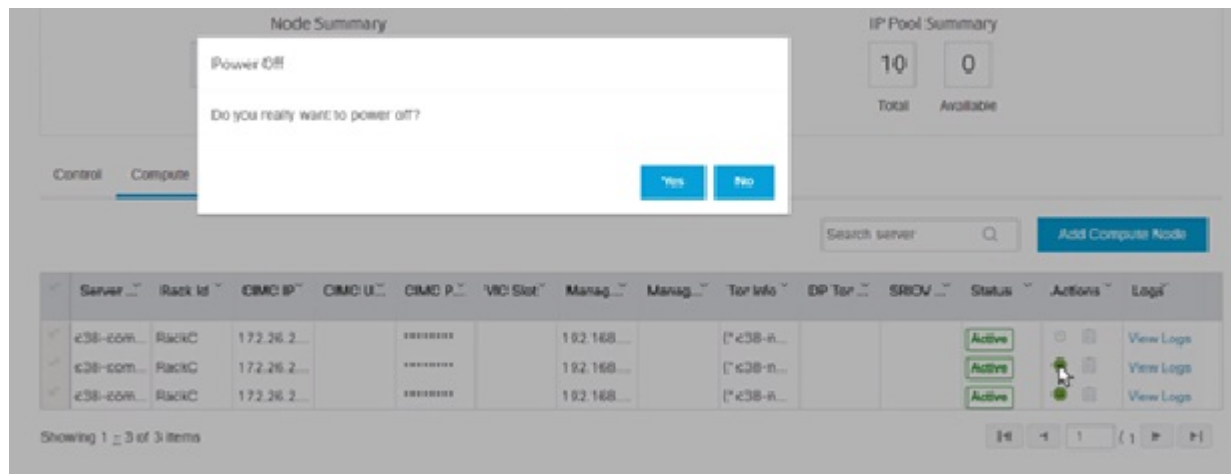 Node Summary
IP Pool Summary
Power Off
10 0
Do you really want to power off?
Total Available
Control Compute
Yes No
Search server Add Compute Node
Server ... Rack Id CIMC IP CIMC U... CIMC P... VIC Slot Manag... Manag... Tor Info DP Tor ... SRIOV ... Status Actions Logs
c38-com... RackC 172.26.2... ********* 192.168.... {"c38-n... Active View Logs
c38-com... RackC 172.26.2... ********* 192.168.... {"c38-n... Active View Logs
c38-com... RackC 172.26.2... ********* 192.168.... {"c38-n... Active View Logs
Showing 1 - 3 of 3 items 1 / 1